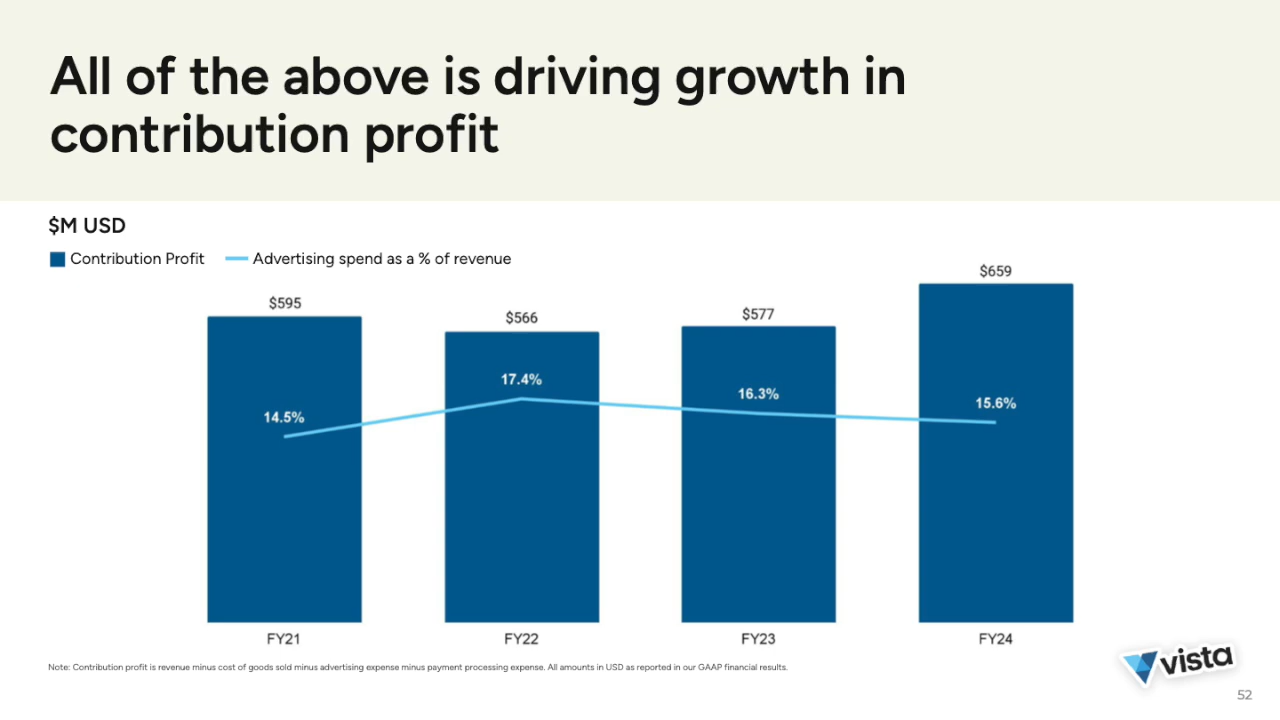 All of the above is driving growth in
contribution profit
$M USD
Contribution Profit
Advertising spend as a % of revenue
$595
$566
$577
$659
14.5%
17.4%
16.3%
15.6%
FY21
FY22
FY23
FY24
Note: Contribution profit is revenue minus cost of goods sold minus advertising expense minus payment processing expense. All amounts in USD as reported in our GAAP financial results.
vista
52